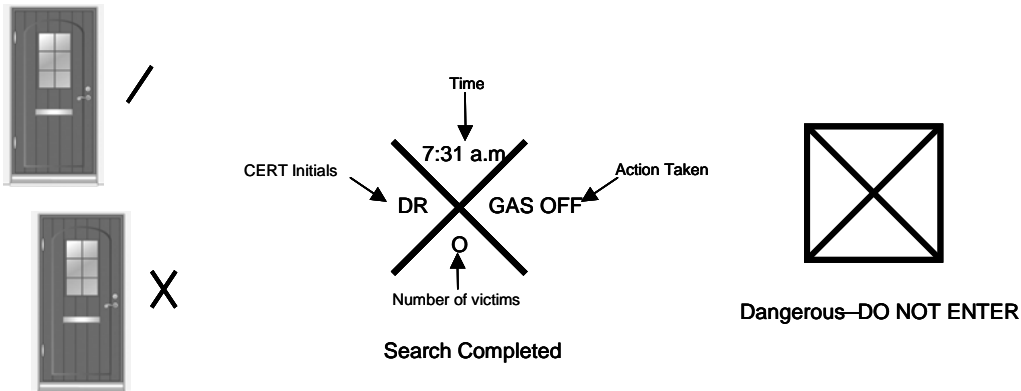 Time
7:31 a.m
CERT Initials
Action Taken
DR
GAS OFF
O
Number of victims
Search Completed
Dangerous—DO NOT ENTER